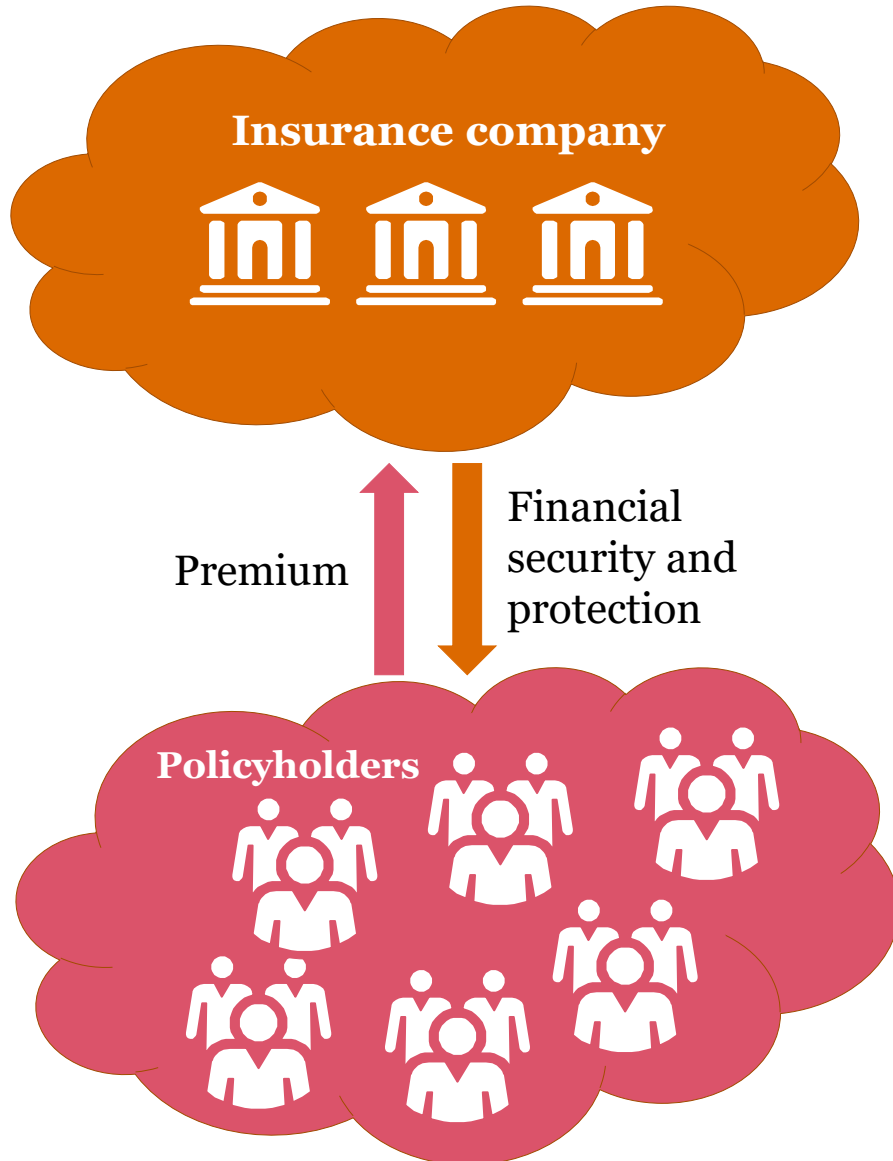 Insurance company
Financial
security and
protection
Premium
Policyholders